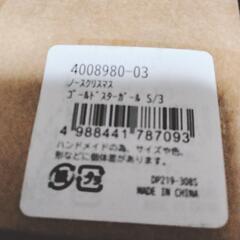 4008980-03
ノースクリスマス
ゴールドスターガール S/3
4 988441 787093
ハンドメイドの為、サイズや色、
形などに個体差があります。
DP219-308S
MADE IN CHINA